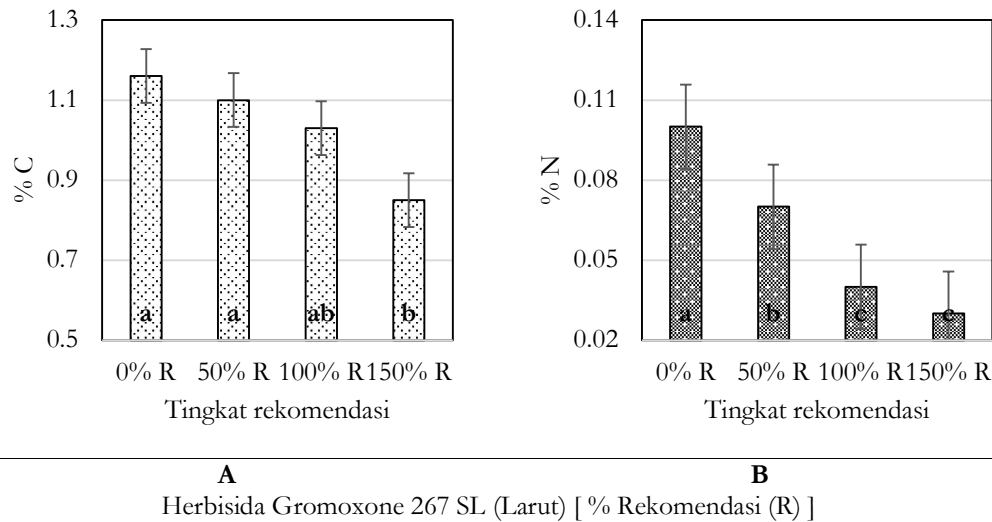 1.3
1.1
0.9
0.7
0.5
% C
a a ab b
0% R 50% R 100% R 150% R
Tingkat rekomendasi
0.14
0.11
0.08
0.05
0.02
% N
a b c c
0% R 50% R 100% R 150% R
Tingkat rekomendasi
A B
Herbisida Gromoxone 267 SL (Larut) [ % Rekomendasi (R) ]